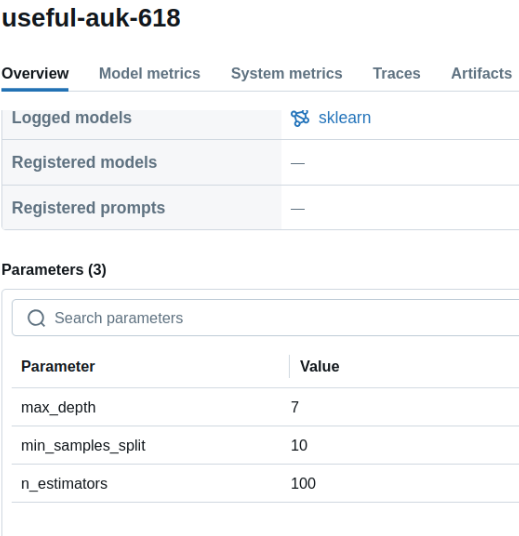 useful-auk-618
Overview Model metrics System metrics Traces Artifacts
Logged models sklearn
Registered models —
Registered prompts —
Parameters (3)
Search parameters
Parameter Value
max_depth 7
min_samples_split 10
n_estimators 100